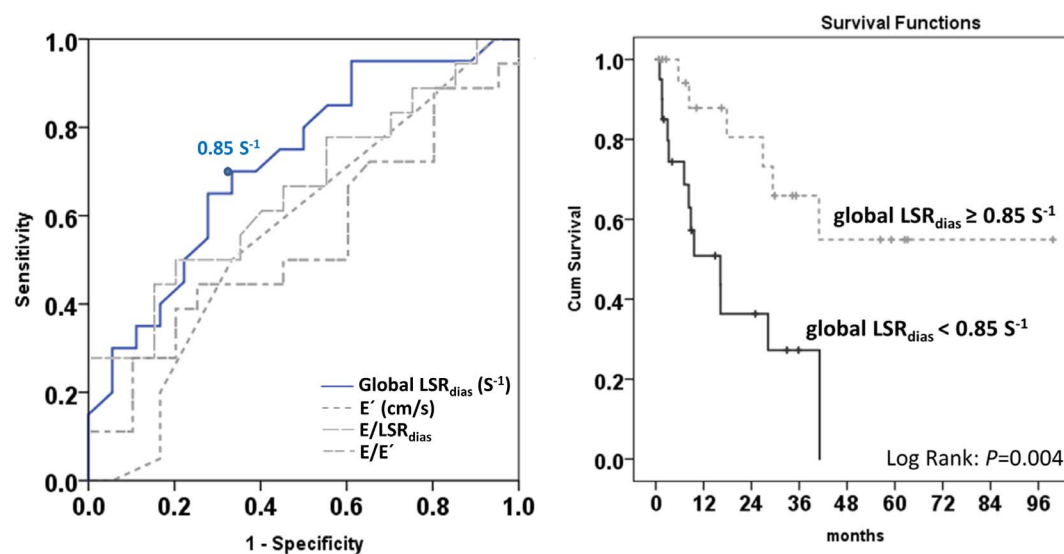 1.0
0.8
0.6
0.4
0.2
0.0
Sensitivity
0.85 S⁻¹
Global LSRdias (S⁻¹)
E´ (cm/s)
E/LSRdias
E/E´
0.0 0.2 0.4 0.6 0.8 1.0
1 - Specificity
Survival Functions
1.0
0.8
0.6
0.4
0.2
0.0
Cum Survival
global LSRdias ≥ 0.85 S⁻¹
global LSRdias < 0.85 S⁻¹
Log Rank: P=0.004
0 12 24 36 48 60 72 84 96
months